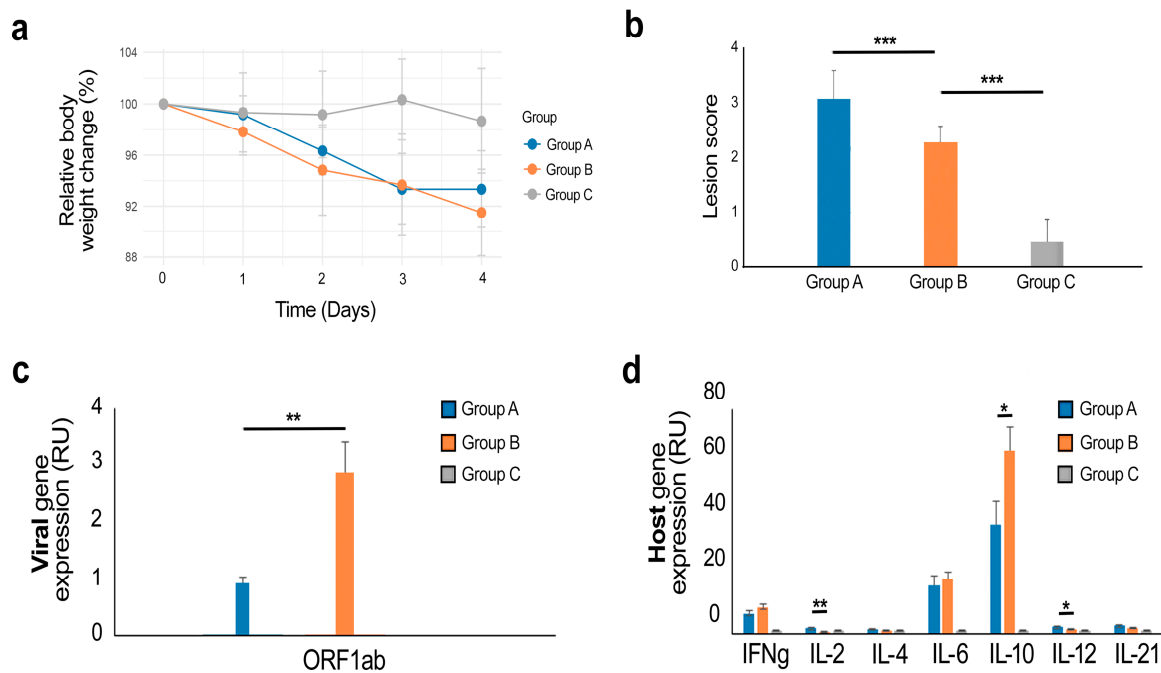 a
Relative body
weight change (%)
104
100
96
92
88
0 1 2 3 4
Time (Days)
Group
Group A
Group B
Group C
b
Lesion score
4
3
2
1
0
***
***
Group A Group B Group C
c
Viral gene
expression (RU)
4
3
2
1
0
**
ORF1ab
Group A
Group B
Group C
d
Host gene
expression (RU)
80
60
40
20
0
**
*
*
IFNg IL-2 IL-4 IL-6 IL-10 IL-12 IL-21
Group A
Group B
Group C